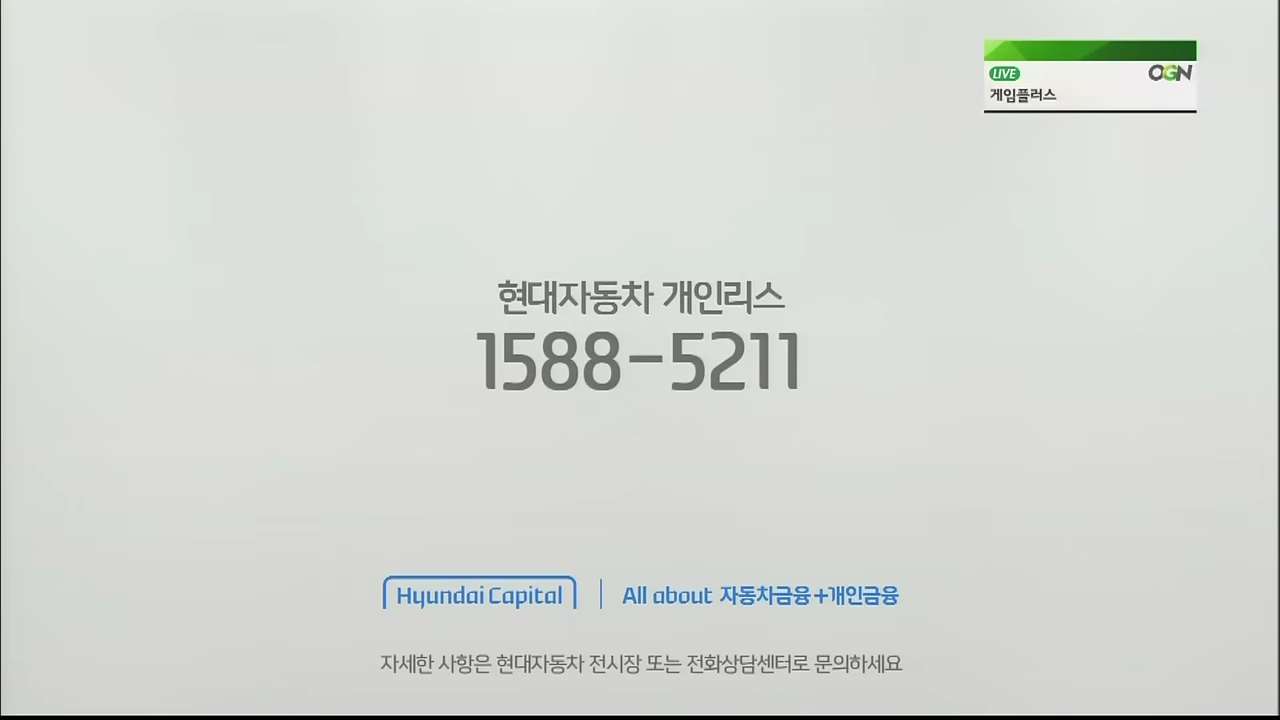 LIVE OGN
게임플러스
현대자동차 개인리스
1588-5211
Hyundai Capital | All about 자동차금융+개인금융
자세한 사항은 현대자동차 전시장 또는 전화상담센터로 문의하세요